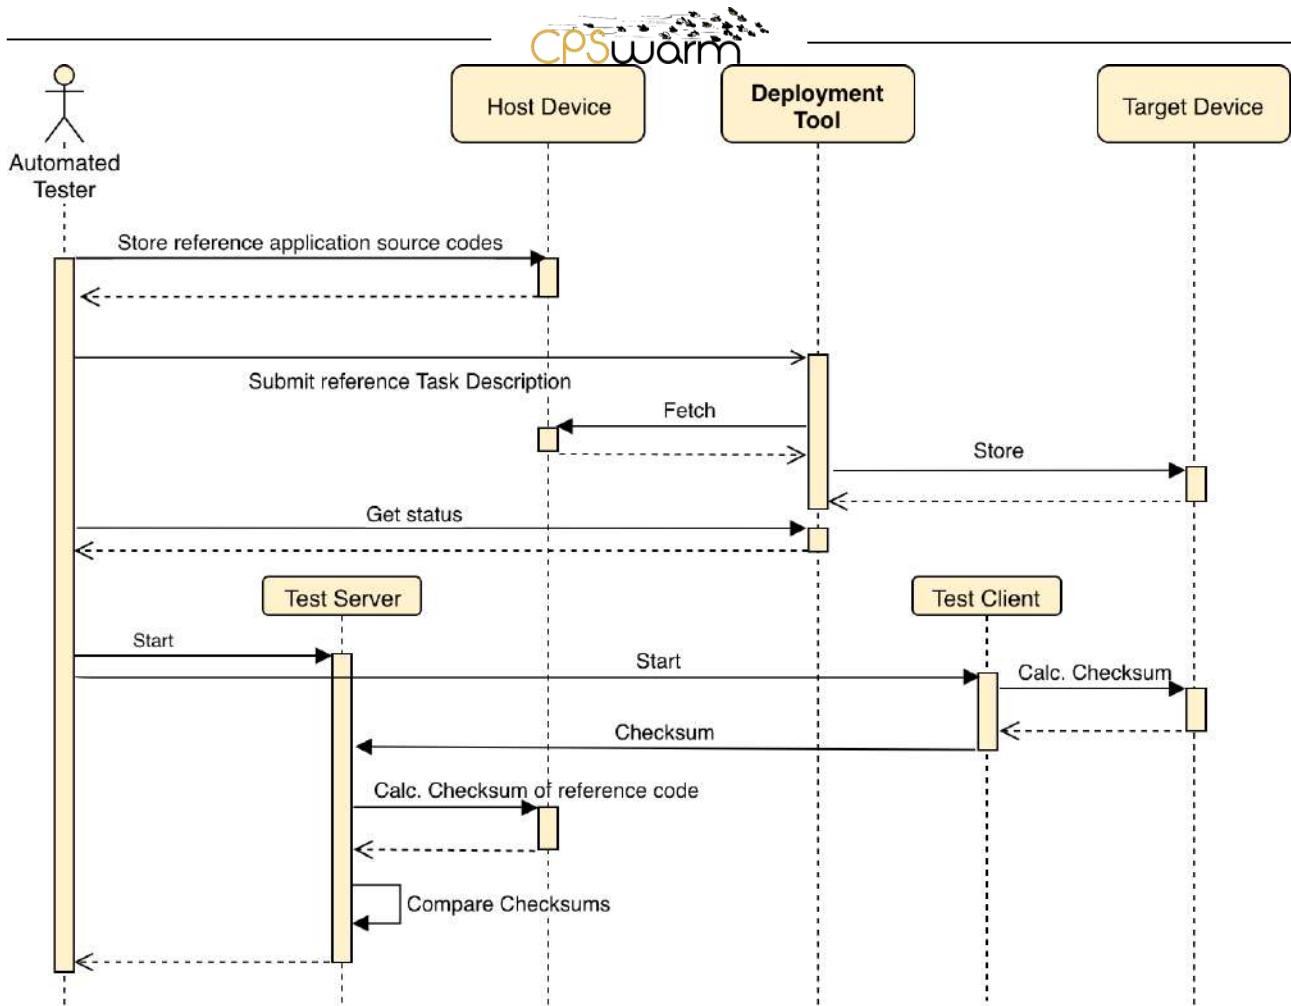 CPSwarm
Host Device
Deployment
Tool
Target Device
Automated
Tester
Store reference application source codes
Submit reference Task Description
Fetch
Store
Get status
Test Server
Test Client
Start
Start
Calc. Checksum
Checksum
Calc. Checksum of reference code
Compare Checksums